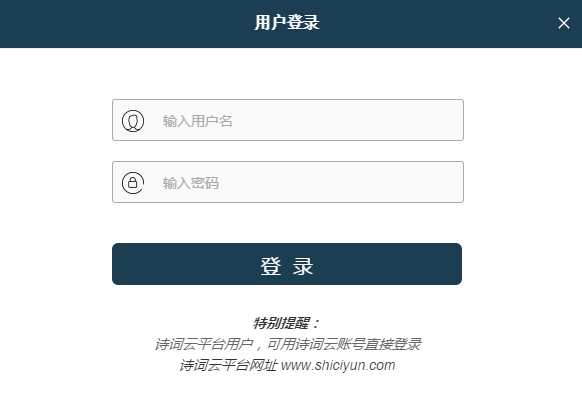 用户登录
输入用户名
输入密码
登 录
特别提醒：
诗词云平台用户，可用诗词云账号直接登录
诗词云平台网址 www.shiciyun.com